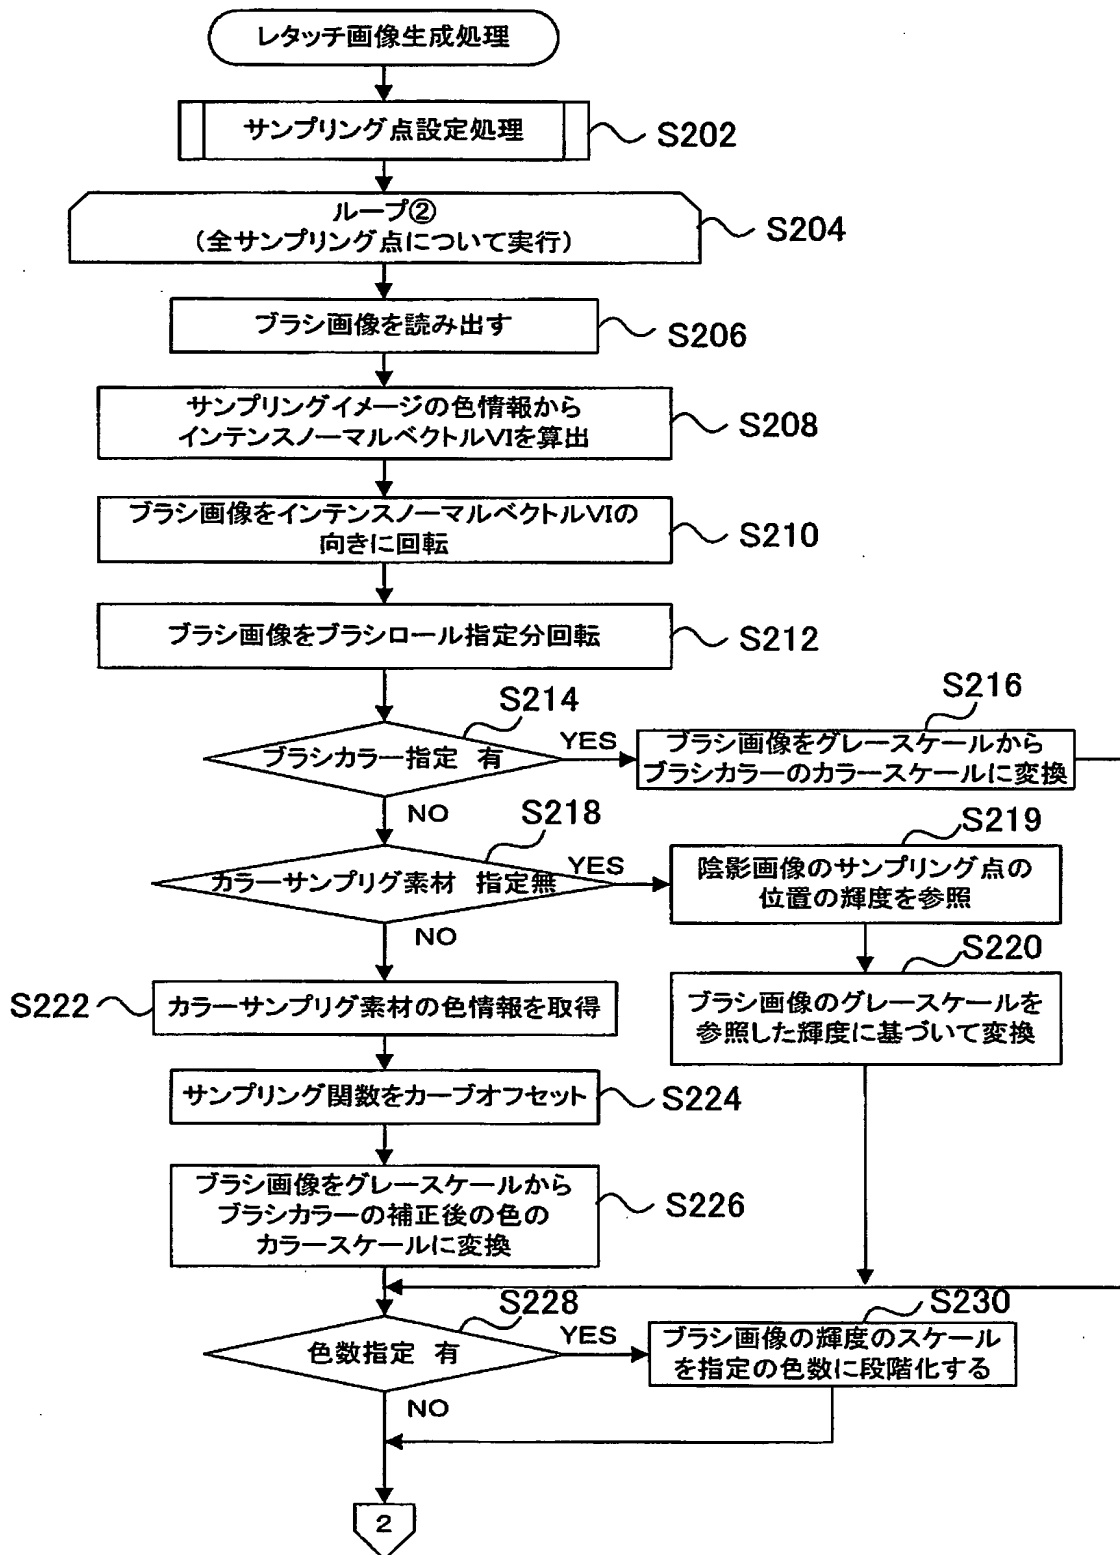 レタッチ画像生成処理
サンプリング点設定処理
S202
ループ②
(全サンプリング点について実行)
S204
ブラシ画像を読み出す
S206
サンプリングイメージの色情報から
インテンスノーマルベクトルVIを算出
S208
ブラシ画像をインテンスノーマルベクトルVIの
向きに回転
S210
ブラシ画像をブラシロール指定分回転
S212
S214
ブラシカラー指定 有
YES
NO
S216
ブラシ画像をグレースケールから
ブラシカラーのカラースケールに変換
S218
カラーサンプリグ素材 指定無
YES
NO
S219
陰影画像のサンプリング点の
位置の輝度を参照
S220
ブラシ画像のグレースケールを
参照した輝度に基づいて変換
S222
カラーサンプリグ素材の色情報を取得
サンプリング関数をカーブオフセット
S224
ブラシ画像をグレースケールから
ブラシカラーの補正後の色の
カラースケールに変換
S226
S228
色数指定 有
YES
NO
S230
ブラシ画像の輝度のスケール
を指定の色数に段階化する
2